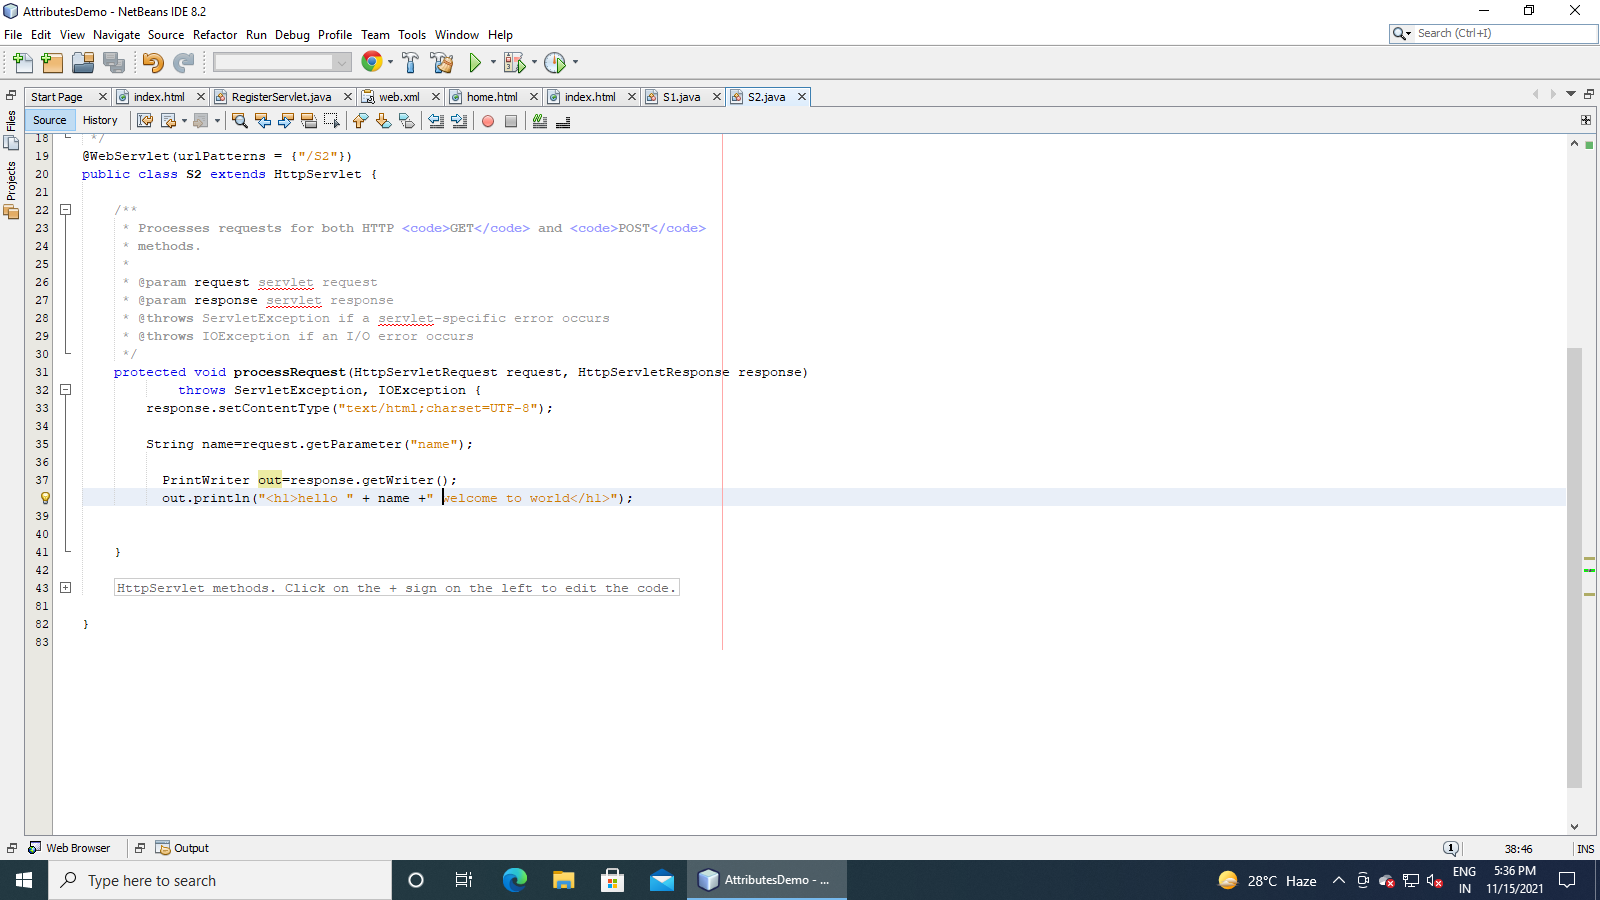 AttributesDemo - NetBeans IDE 8.2
File Edit View Navigate Source Refactor Run Debug Profile Team Tools Window Help
Search (Ctrl+I)
Start Page index.html RegisterServlet.java web.xml home.html index.html S1.java S2.java
Source History
Files
Projects
18 */
19 @WebServlet(urlPatterns = {"/S2"})
20 public class S2 extends HttpServlet {
21
22 /**
23 * Processes requests for both HTTP <code>GET</code> and <code>POST</code>
24 * methods.
25 *
26 * @param request servlet request
27 * @param response servlet response
28 * @throws ServletException if a servlet-specific error occurs
29 * @throws IOException if an I/O error occurs
30 */
31 protected void processRequest(HttpServletRequest request, HttpServletResponse response)
32 throws ServletException, IOException {
33 response.setContentType("text/html;charset=UTF-8");
34
35 String name=request.getParameter("name");
36
37 PrintWriter out=response.getWriter();
out.println("<h1>hello " + name +" welcome to world</h1>");
39
40
41 }
42
43 HttpServlet methods. Click on the + sign on the left to edit the code.
81
82 }
83
Web Browser Output
1 38:46 INS
Type here to search
AttributesDemo - ...
28°C Haze
ENG
IN
5:36 PM
11/15/2021